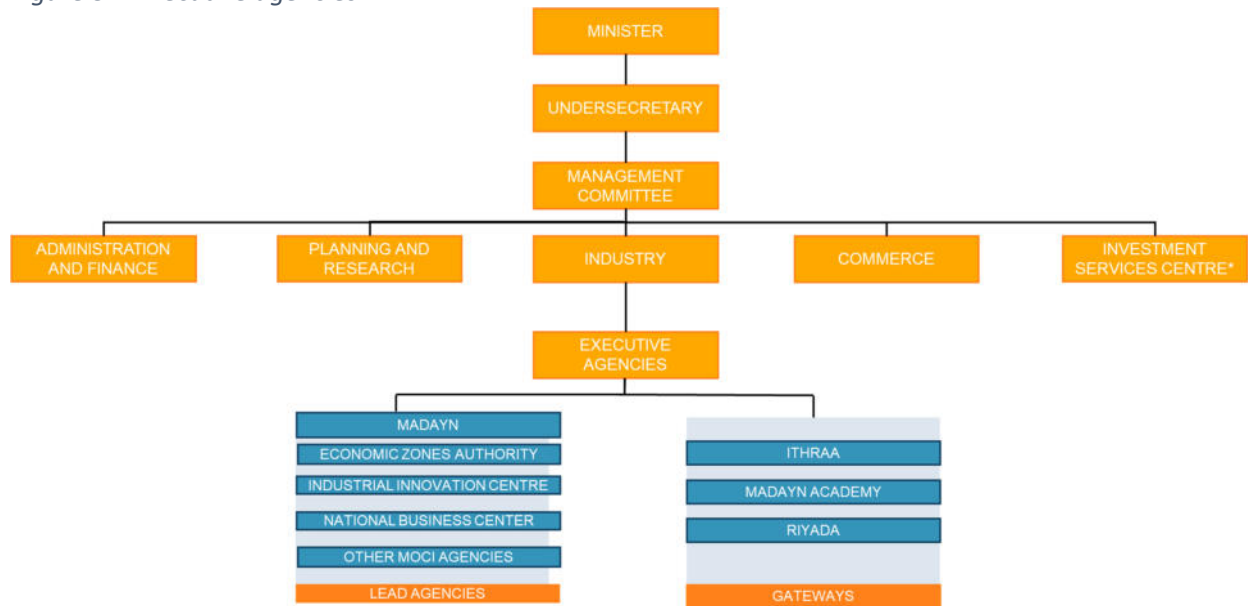 MINISTER
UNDERSECRETARY
MANAGEMENT
COMMITTEE
ADMINISTRATION
AND FINANCE
PLANNING AND
RESEARCH
INDUSTRY
COMMERCE
INVESTMENT
SERVICES CENTRE*
EXECUTIVE
AGENCIES
MADAYN
ECONOMIC ZONES AUTHORITY
INDUSTRIAL INNOVATION CENTRE
NATIONAL BUSINESS CENTER
OTHER MOCI AGENCIES
LEAD AGENCIES
ITHRAA
MADAYN ACADEMY
RIYADA
GATEWAYS